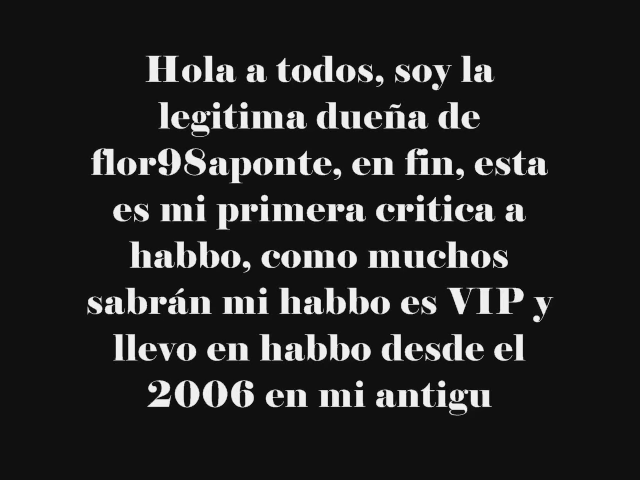 Hola a todos, soy la
legitima dueña de
flor98aponte, en fin, esta
es mi primera critica a
habbo, como muchos
sabrán mi habbo es VIP y
llevo en habbo desde el
2006 en mi antigu